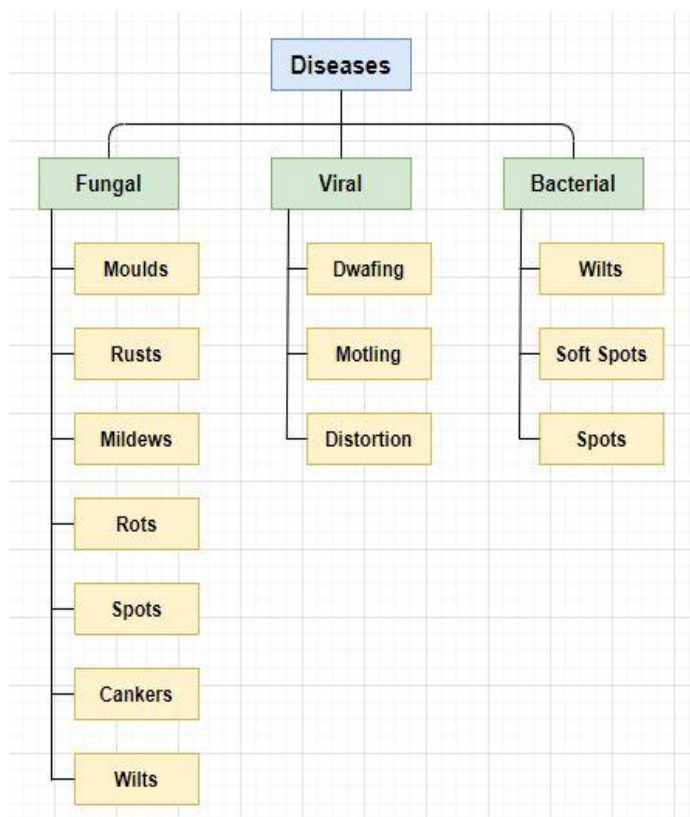 Diseases
Fungal
Viral
Bacterial
Moulds
Rusts
Mildews
Rots
Spots
Cankers
Wilts
Dwafing
Motling
Distortion
Wilts
Soft Spots
Spots